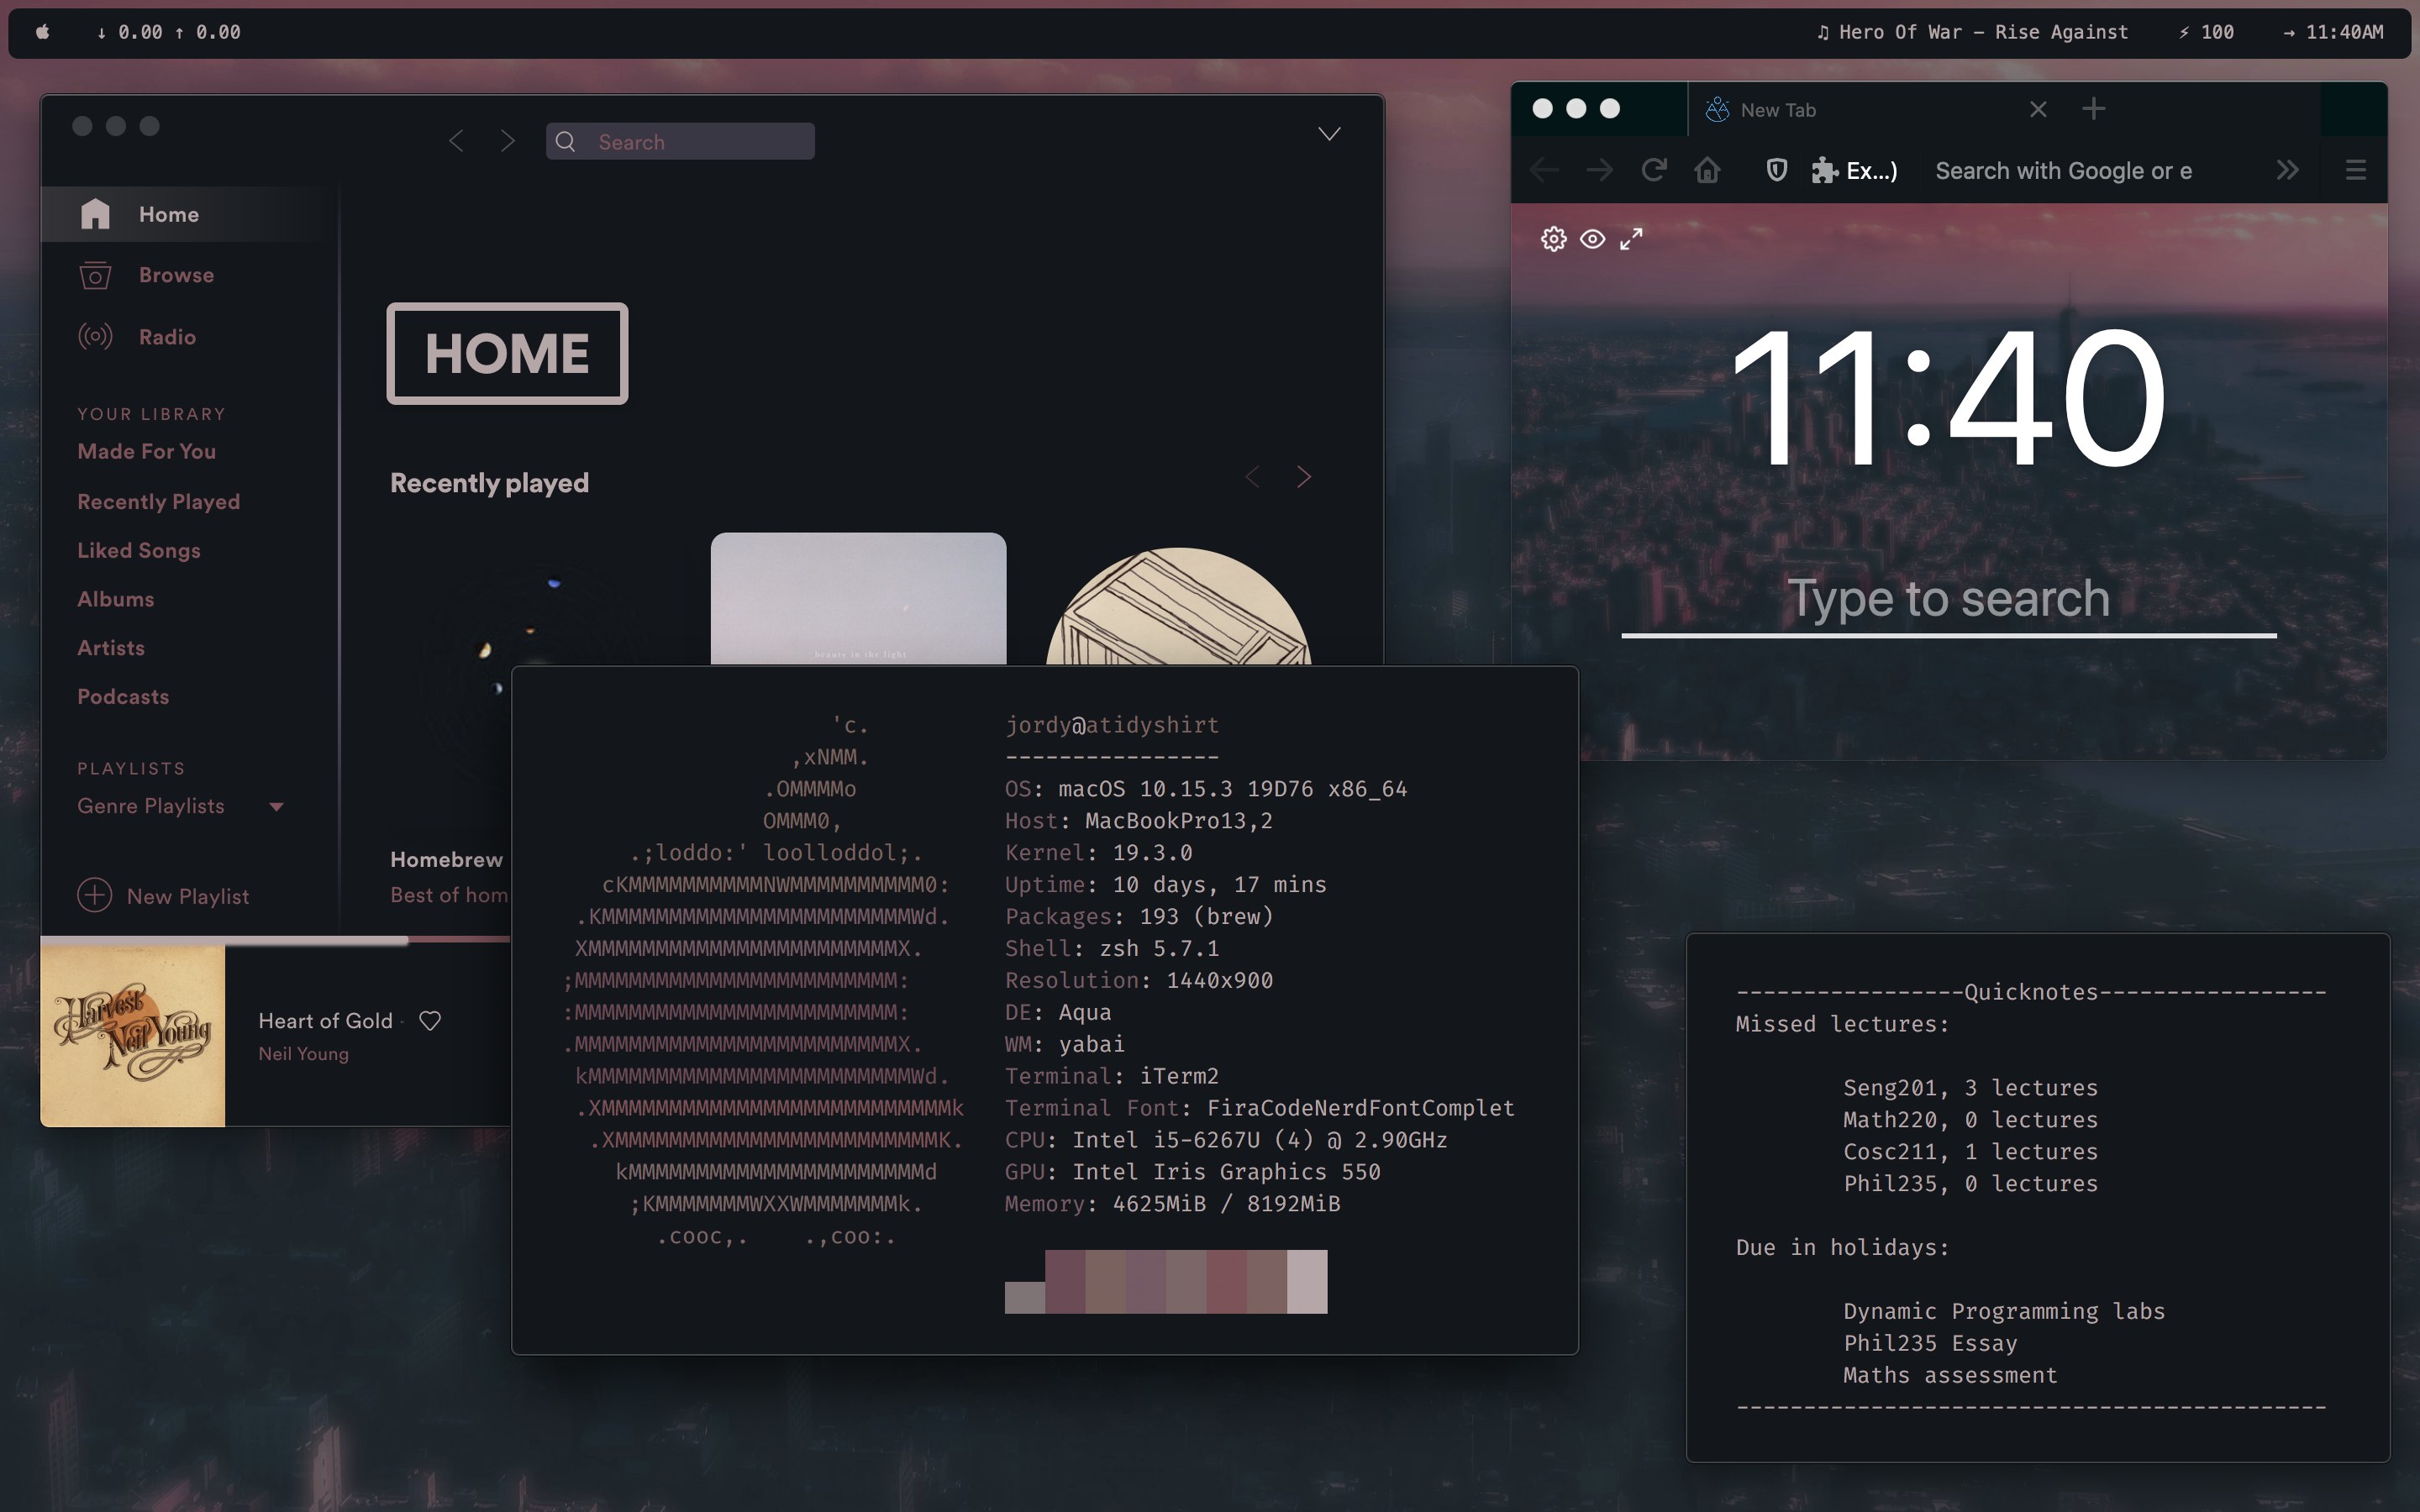 ↓ 0.00 ↑ 0.00
♫ Hero Of War – Rise Against
⚡ 100
→ 11:40AM
Search
Home
Browse
Radio
YOUR LIBRARY
Made For You
Recently Played
Liked Songs
Albums
Artists
Podcasts
PLAYLISTS
Genre Playlists
New Playlist
HOME
Recently played
beauty in the fight
Homebrew
Best of hom
Harvest
Neil Young
Heart of Gold -
Neil Young
New Tab
Ex...)
Search with Google or e
11:40
Type to search
'c.
,xNMM.
.OMMMMo
OMMM0,
.;loddo:' loolloddol;.
cKMMMMMMMMMMNWMMMMMMMMMM0:
.KMMMMMMMMMMMMMMMMMMMMMMMWd.
XMMMMMMMMMMMMMMMMMMMMMMMX.
;MMMMMMMMMMMMMMMMMMMMMMMM:
:MMMMMMMMMMMMMMMMMMMMMMMM:
.MMMMMMMMMMMMMMMMMMMMMMMMX.
kMMMMMMMMMMMMMMMMMMMMMMMMWd.
.XMMMMMMMMMMMMMMMMMMMMMMMMMMk
.XMMMMMMMMMMMMMMMMMMMMMMMMK.
kMMMMMMMMMMMMMMMMMMMMMMd
;KMMMMMMMWXXWMMMMMMMk.
.cooc,.    .,coo:.
jordy@atidyshirt
----------------
OS: macOS 10.15.3 19D76 x86_64
Host: MacBookPro13,2
Kernel: 19.3.0
Uptime: 10 days, 17 mins
Packages: 193 (brew)
Shell: zsh 5.7.1
Resolution: 1440x900
DE: Aqua
WM: yabai
Terminal: iTerm2
Terminal Font: FiraCodeNerdFontComplet
CPU: Intel i5-6267U (4) @ 2.90GHz
GPU: Intel Iris Graphics 550
Memory: 4625MiB / 8192MiB
-----------------Quicknotes-----------------
Missed lectures:
Seng201, 3 lectures
Math220, 0 lectures
Cosc211, 1 lectures
Phil235, 0 lectures
Due in holidays:
Dynamic Programming labs
Phil235 Essay
Maths assessment
--------------------------------------------